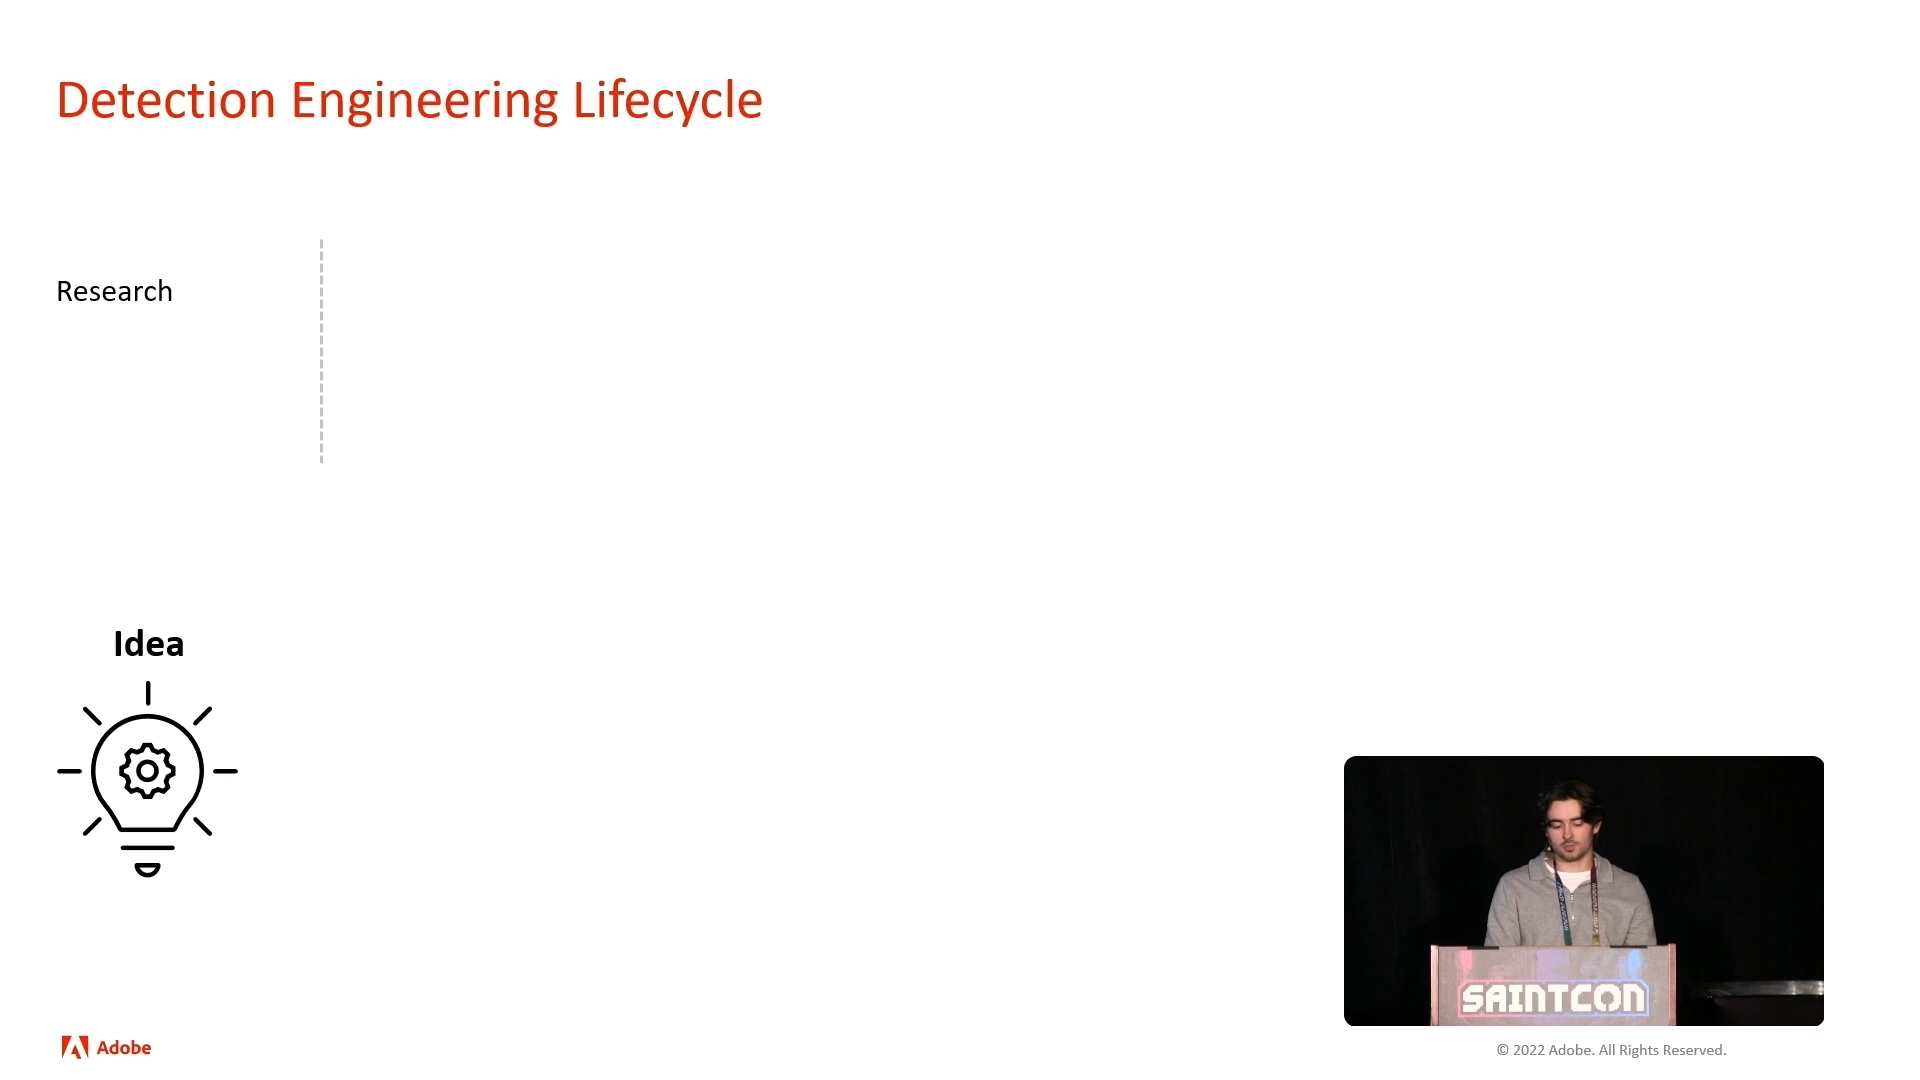 Detection Engineering Lifecycle
Research
Idea
SAINTCON
Adobe
© 2022 Adobe. All Rights Reserved.